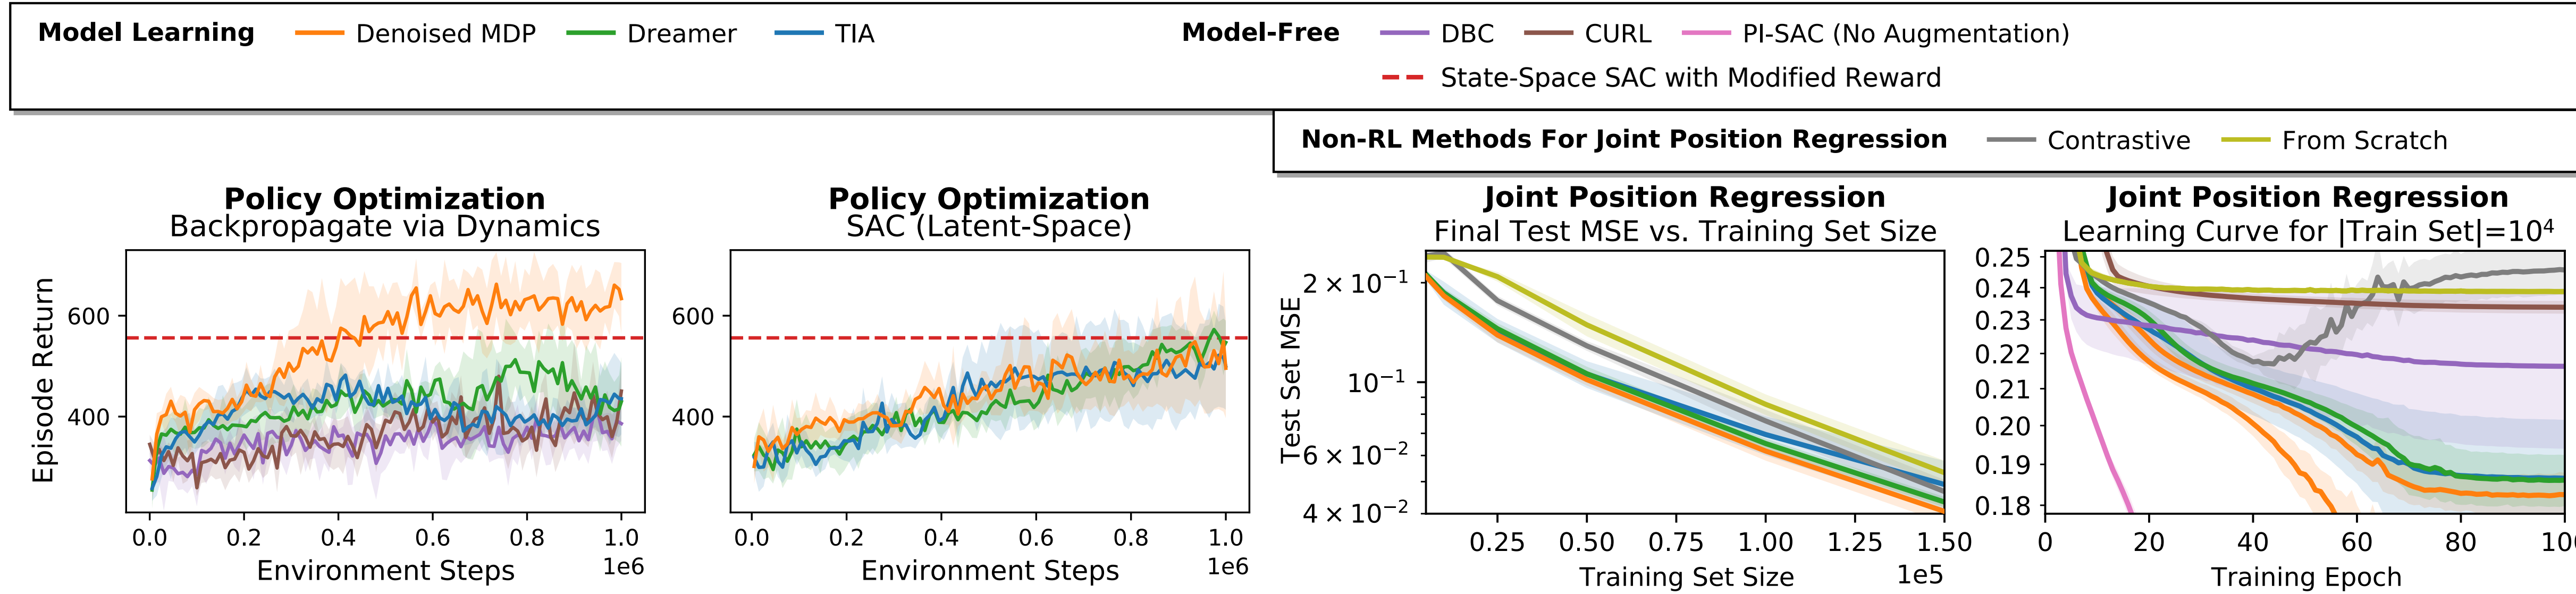 Model Learning Denoised MDP Dreamer TIA Model-Free DBC CURL PI-SAC (No Augmentation)
State-Space SAC with Modified Reward
Non-RL Methods For Joint Position Regression Contrastive From Scratch
Policy Optimization
Backpropagate via Dynamics
Episode Return
600
400
0.0 0.2 0.4 0.6 0.8 1.0
Environment Steps 1e6
Policy Optimization
SAC (Latent-Space)
600
400
0.0 0.2 0.4 0.6 0.8 1.0
Environment Steps 1e6
Joint Position Regression
Final Test MSE vs. Training Set Size
Test Set MSE
2 × 10⁻¹
10⁻¹
6 × 10⁻²
4 × 10⁻²
0.25 0.50 0.75 1.00 1.25 1.50
Training Set Size 1e5
Joint Position Regression
Learning Curve for |Train Set|=10⁴
0.25
0.24
0.23
0.22
0.21
0.20
0.19
0.18
0 20 40 60 80
Training Epoch